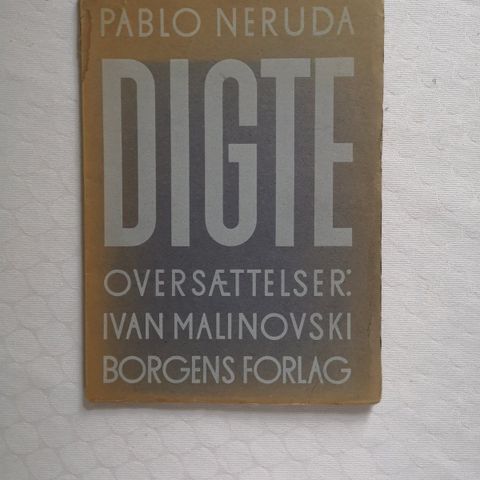 PABLO NERUDA
DIGTE
OVERSÆTTELSER:
IVAN MALINOVSKI
BORGENS FORLAG